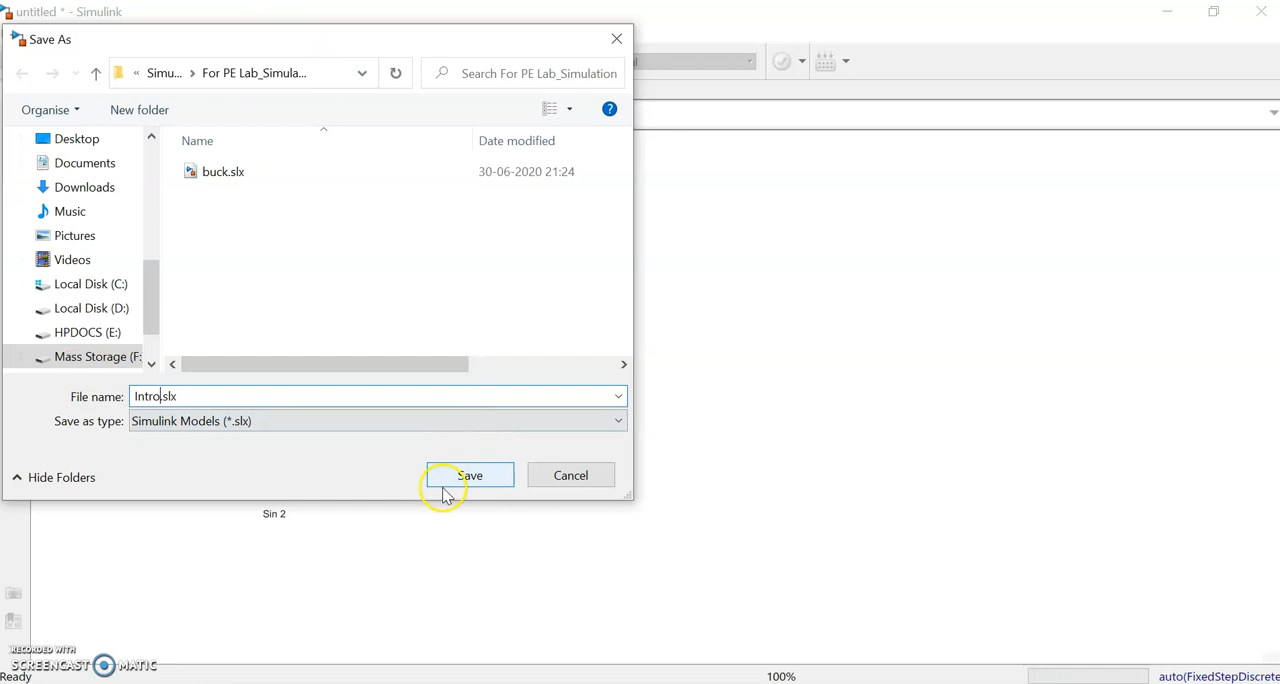 untitled * - Simulink
Save As
« Simu... > For PE Lab_Simula...
Search For PE Lab_Simulation
Organise
New folder
Name
Date modified
buck.slx
30-06-2020 21:24
Desktop
Documents
Downloads
Music
Pictures
Videos
Local Disk (C:)
Local Disk (D:)
HPDOCS (E:)
Mass Storage (F:
File name: Intro.slx
Save as type: Simulink Models (*.slx)
Hide Folders
Save
Cancel
Sin 2
RECORDED WITH
SCREENCAST MATIC
Ready
100%
auto(FixedStepDiscrete